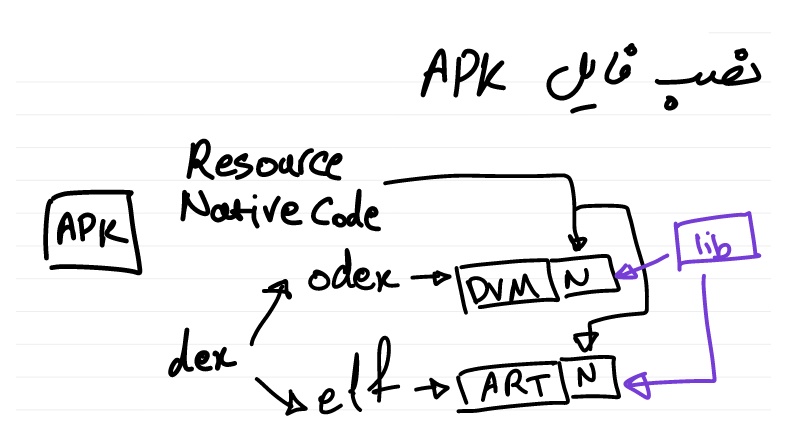 نصب فایل APK
Resource
Native Code
APK
lib
odex
DVM N
dex
elf
ART N